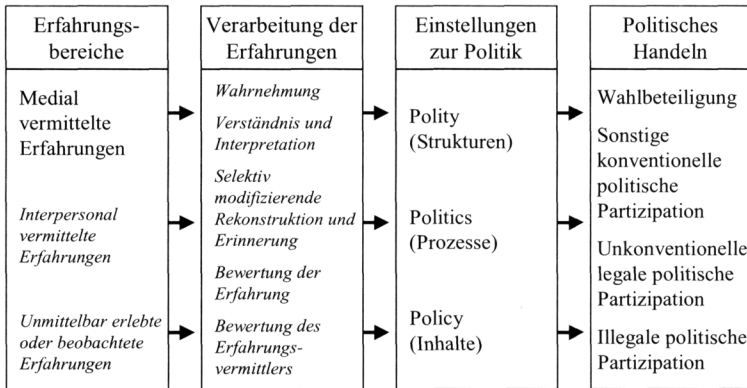 Erfahrungs-
bereiche
Medial
vermittelte
Erfahrungen
Interpersonal
vermittelte
Erfahrungen
Unmittelbar erlebte
oder beobachtete
Erfahrungen
Verarbeitung der
Erfahrungen
Wahrnehmung
Verständnis und
Interpretation
Selektiv
modifizierende
Rekonstruktion und
Erinnerung
Bewertung der
Erfahrung
Bewertung des
Erfahrungs-
vermittlers
Einstellungen
zur Politik
Polity
(Strukturen)
Politics
(Prozesse)
Policy
(Inhalte)
Politisches
Handeln
Wahlbeteiligung
Sonstige
konventionelle
politische
Partizipation
Unkonventionelle
legale politische
Partizipation
Illegale politische
Partizipation